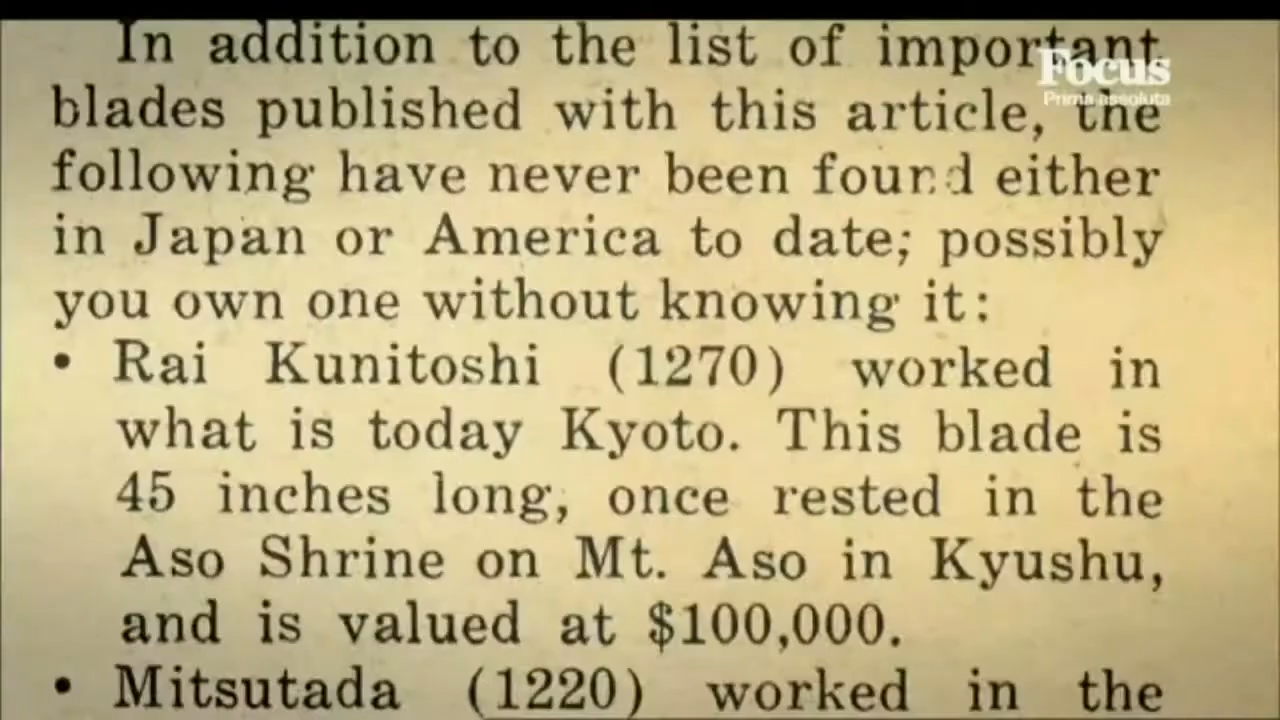 In addition to the list of important
Focus
Prima assoluta
blades published with this article, the
following have never been found either
in Japan or America to date; possibly
you own one without knowing it:
• Rai Kunitoshi (1270) worked in
what is today Kyoto. This blade is
45 inches long, once rested in the
Aso Shrine on Mt. Aso in Kyushu,
and is valued at $100,000.
• Mitsutada (1220) worked in the